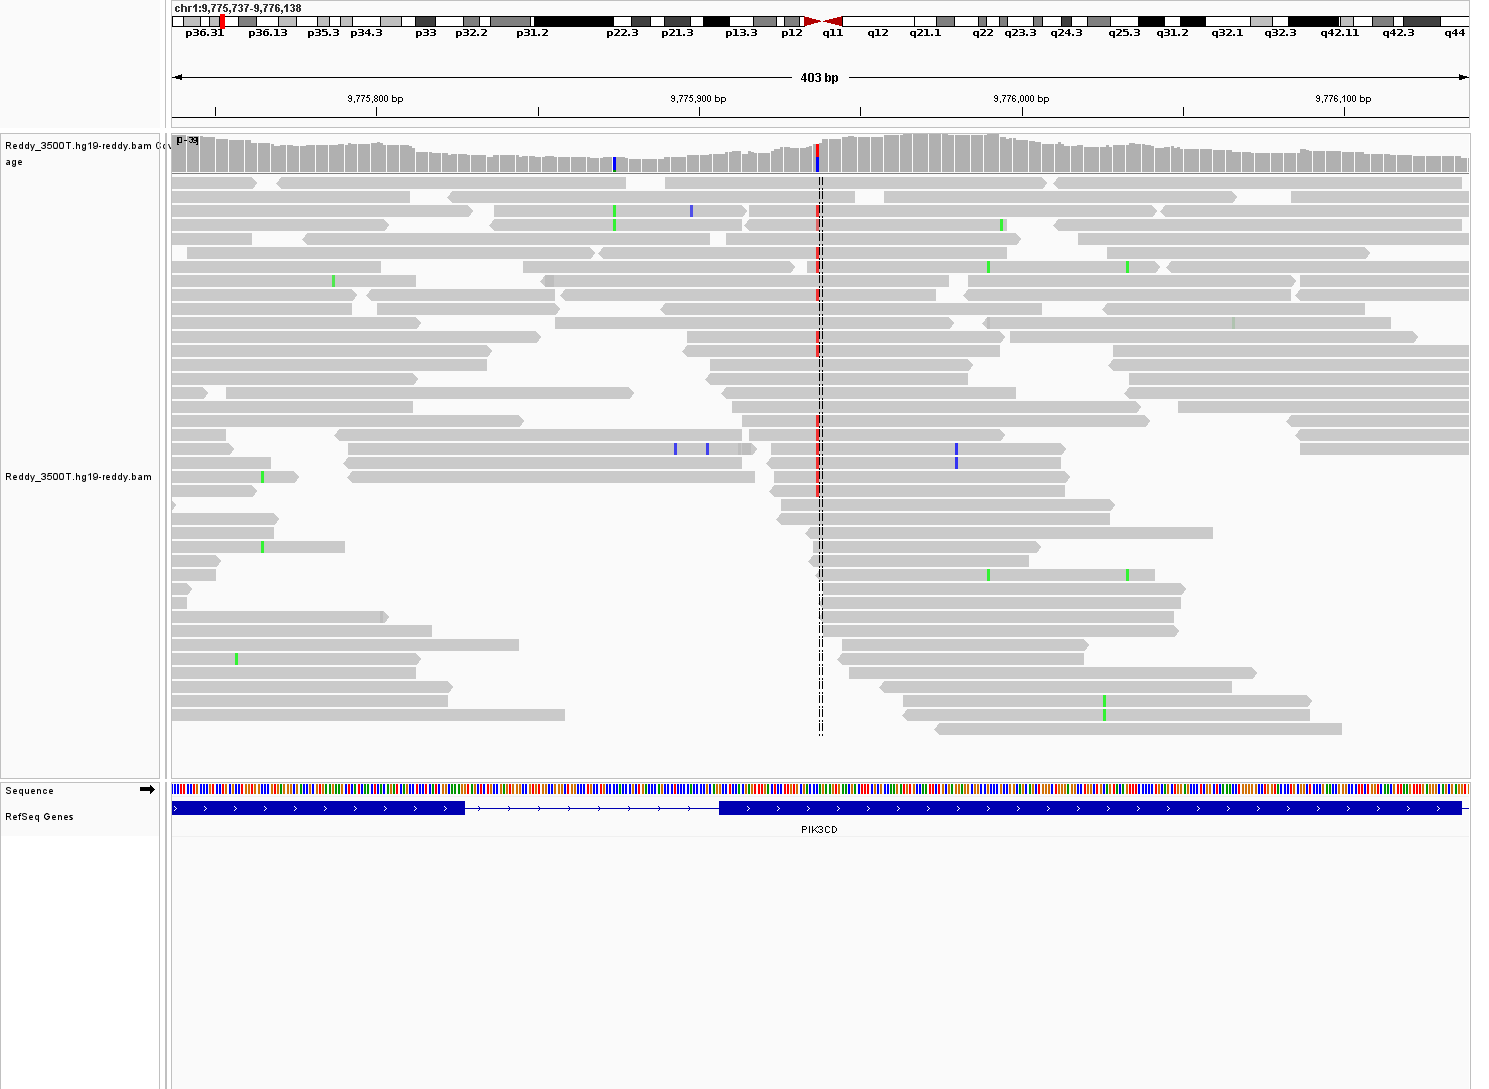 chr1:9,775,737-9,776,138
p36.31 p36.13 p35.3 p34.3 p33 p32.2 p31.2 p22.3 p21.3 p13.3 p12 q11 q12 q21.1 q22 q23.3 q24.3 q25.3 q31.2 q32.1 q32.3 q42.11 q42.3 q44
403 bp
9,775,800 bp 9,775,900 bp 9,776,000 bp 9,776,100 bp
[0 - 39]
Reddy_3500T.hg19-reddy.bam Cov
age
Reddy_3500T.hg19-reddy.bam
Sequence
RefSeq Genes
PIK3CD